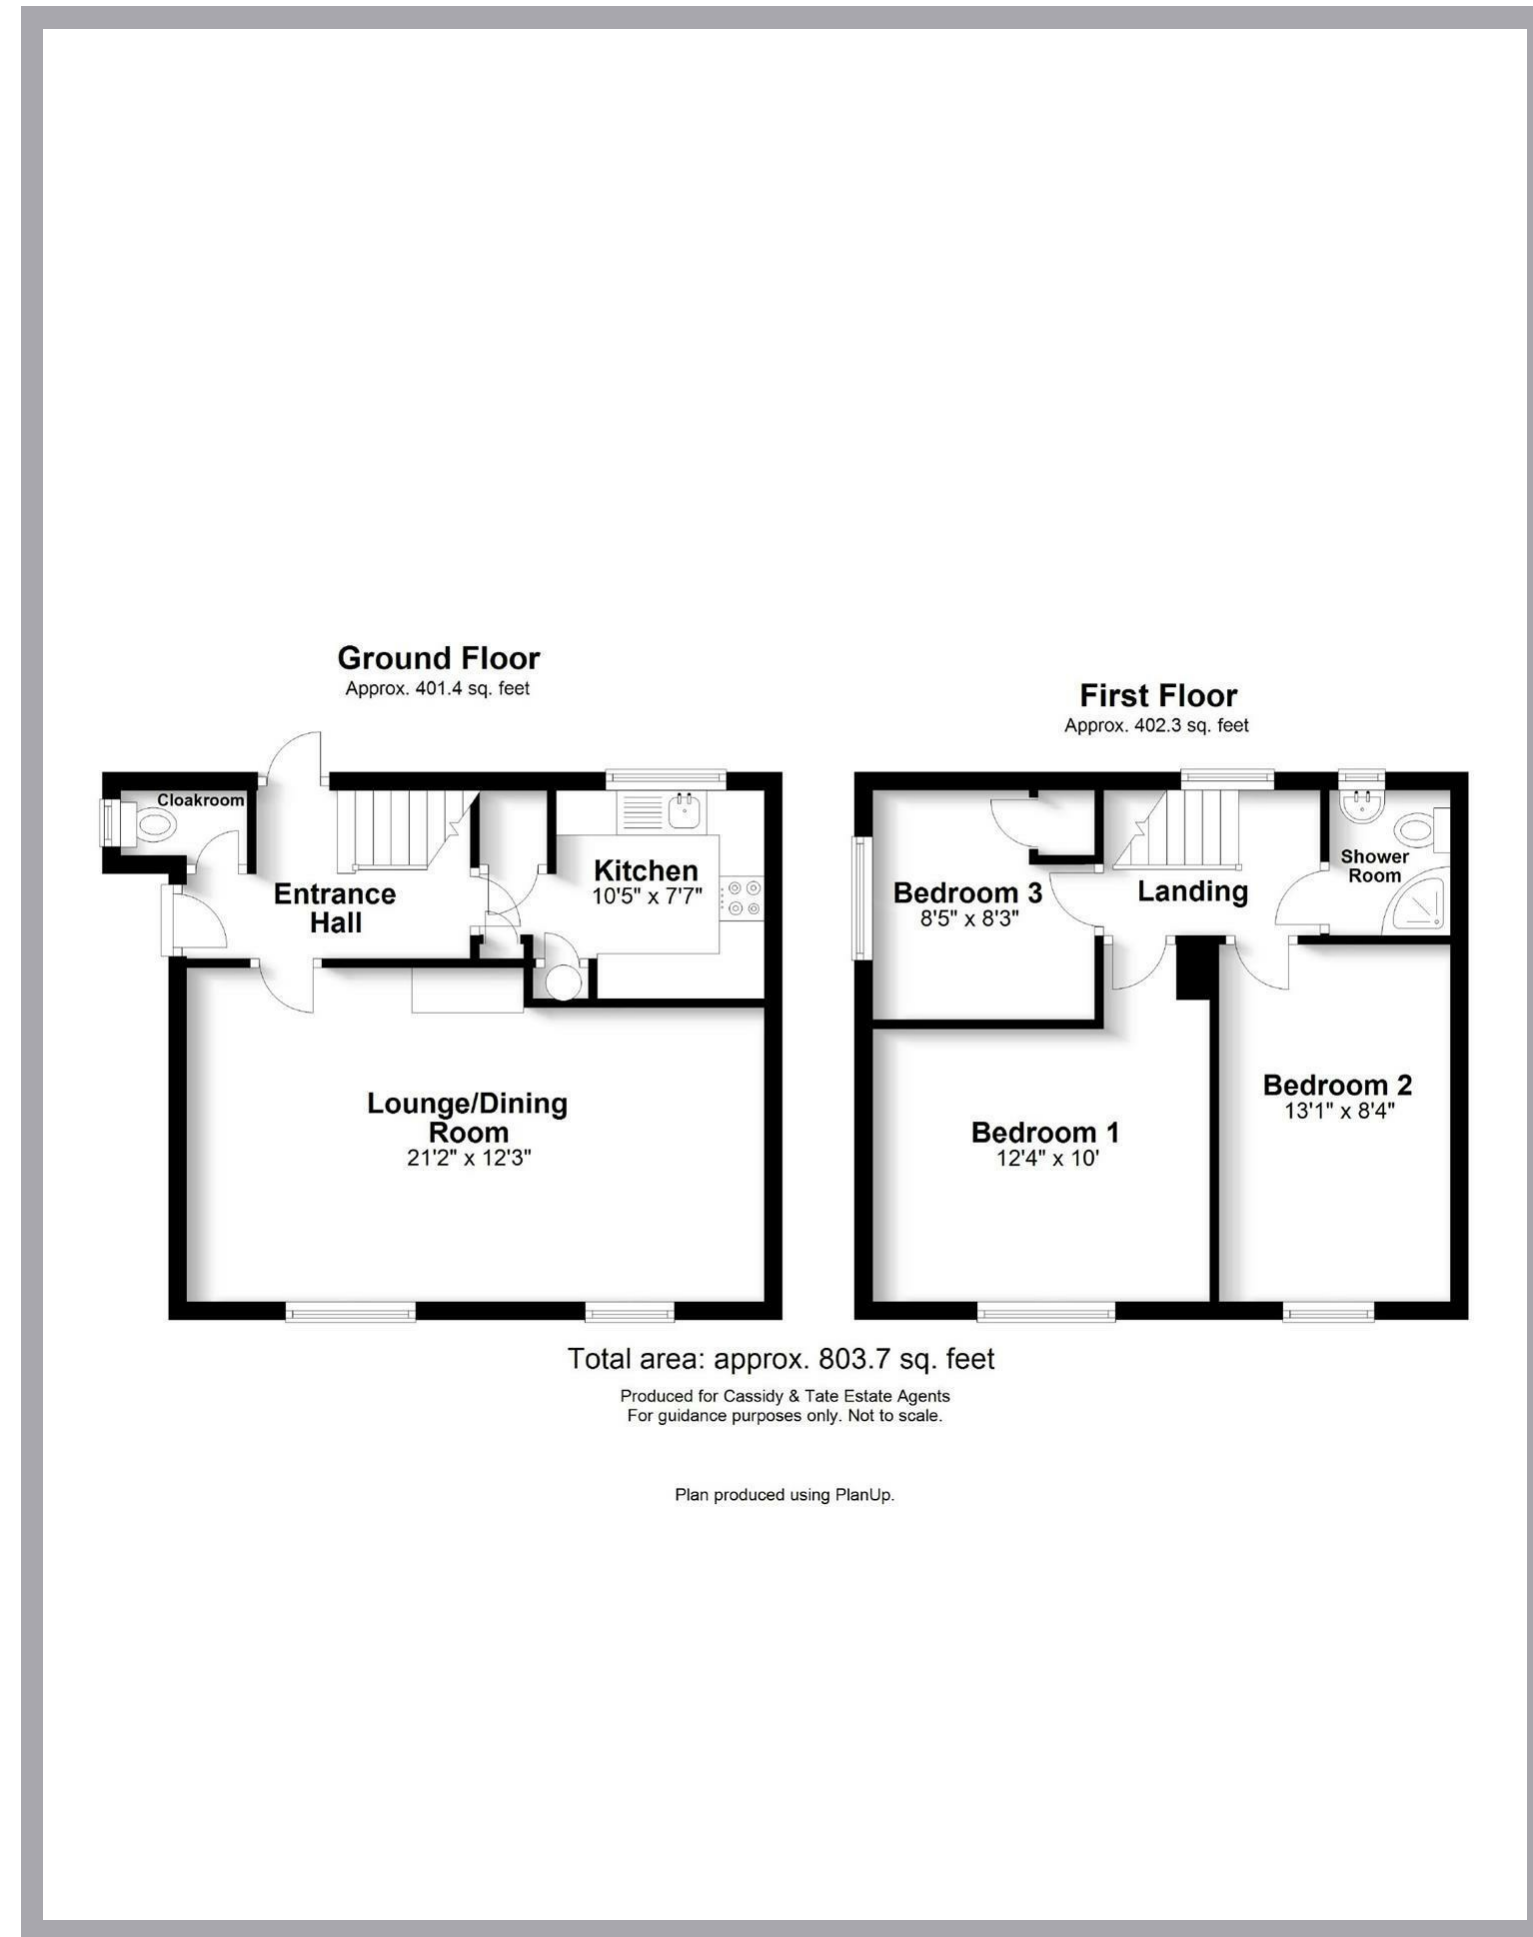 Ground Floor
Approx. 401.4 sq. feet
Cloakroom
Kitchen
10'5" x 7'7"
Entrance
Hall
Lounge/Dining
Room
21'2" x 12'3"
First Floor
Approx. 402.3 sq. feet
Shower
Room
Bedroom 3
8'5" x 8'3"
Landing
Bedroom 2
13'1" x 8'4"
Bedroom 1
12'4" x 10'
Total area: approx. 803.7 sq. feet
Produced for Cassidy & Tate Estate Agents
For guidance purposes only. Not to scale.
Plan produced using PlanUp.